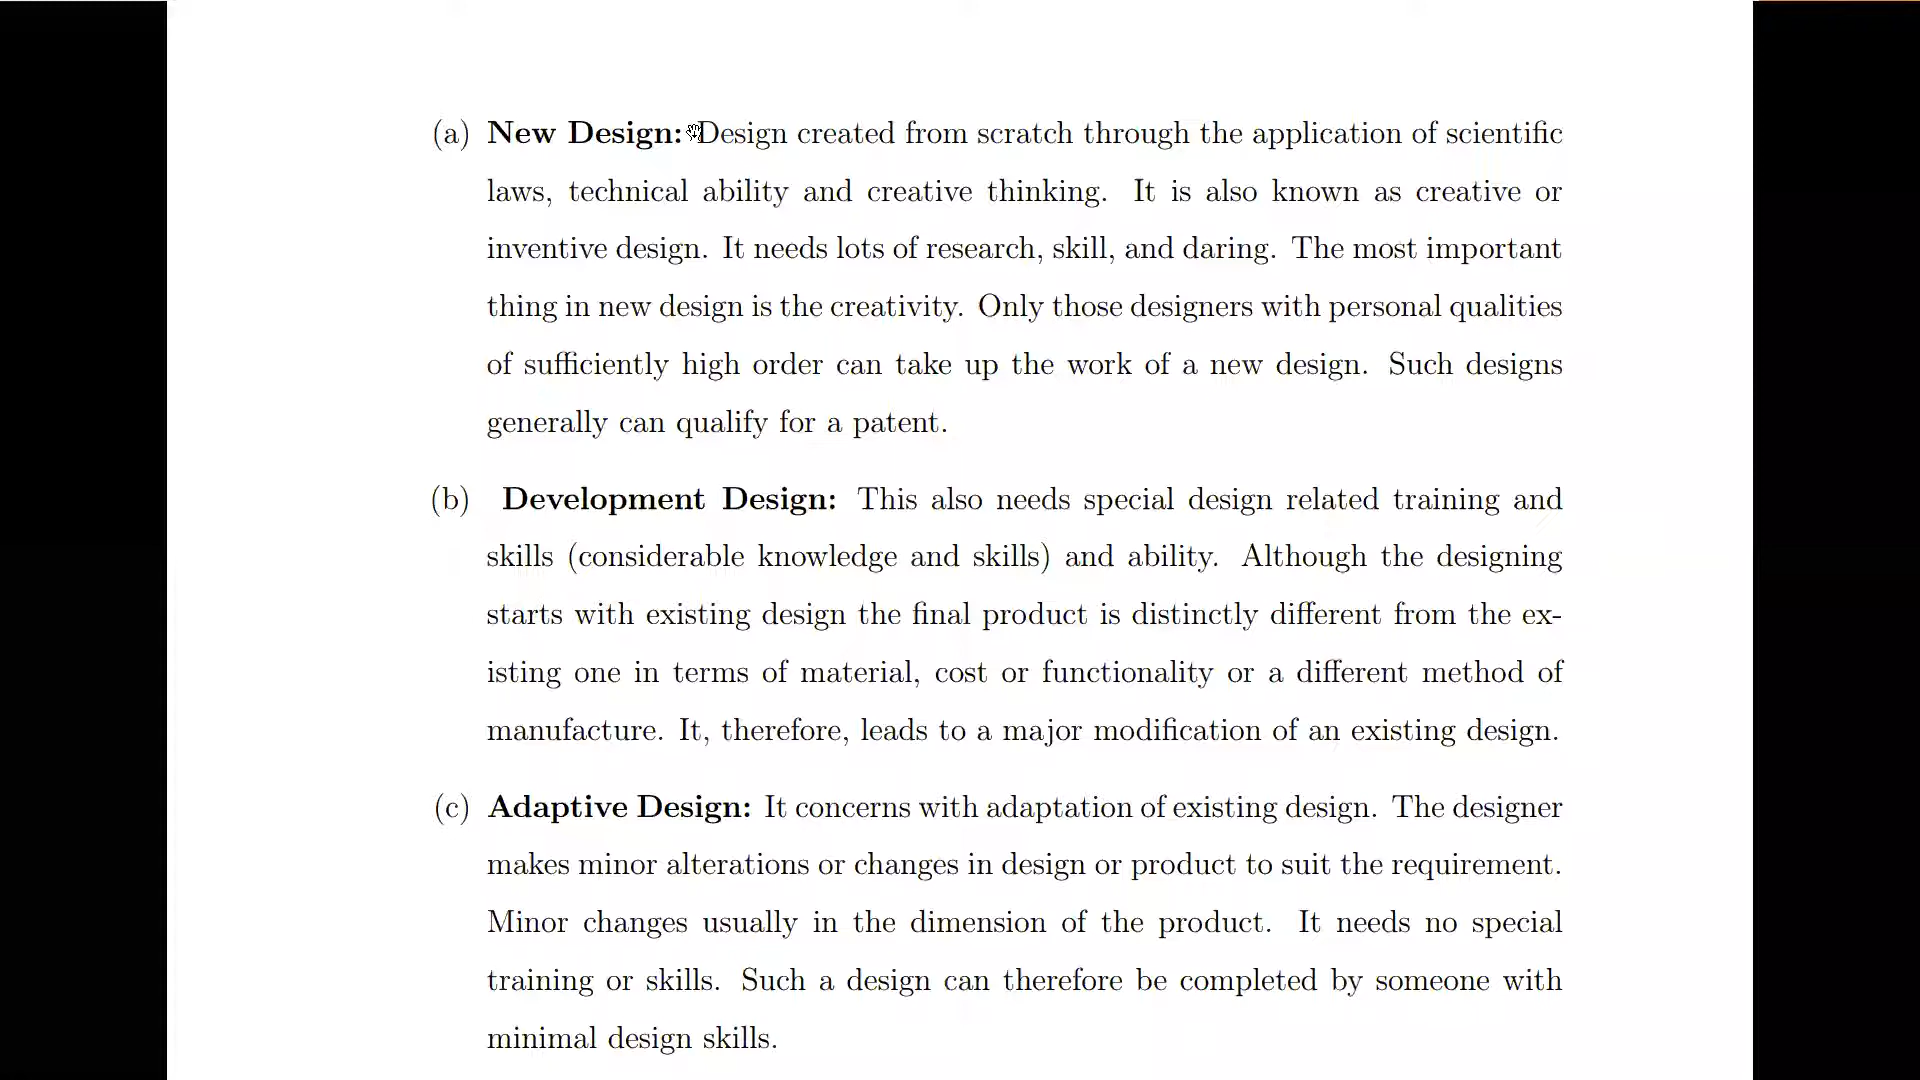 (a) New Design: Design created from scratch through the application of scientific
laws, technical ability and creative thinking. It is also known as creative or
inventive design. It needs lots of research, skill, and daring. The most important
thing in new design is the creativity. Only those designers with personal qualities
of sufficiently high order can take up the work of a new design. Such designs
generally can qualify for a patent.
(b) Development Design: This also needs special design related training and
skills (considerable knowledge and skills) and ability. Although the designing
starts with existing design the final product is distinctly different from the ex-
isting one in terms of material, cost or functionality or a different method of
manufacture. It, therefore, leads to a major modification of an existing design.
(c) Adaptive Design: It concerns with adaptation of existing design. The designer
makes minor alterations or changes in design or product to suit the requirement.
Minor changes usually in the dimension of the product. It needs no special
training or skills. Such a design can therefore be completed by someone with
minimal design skills.